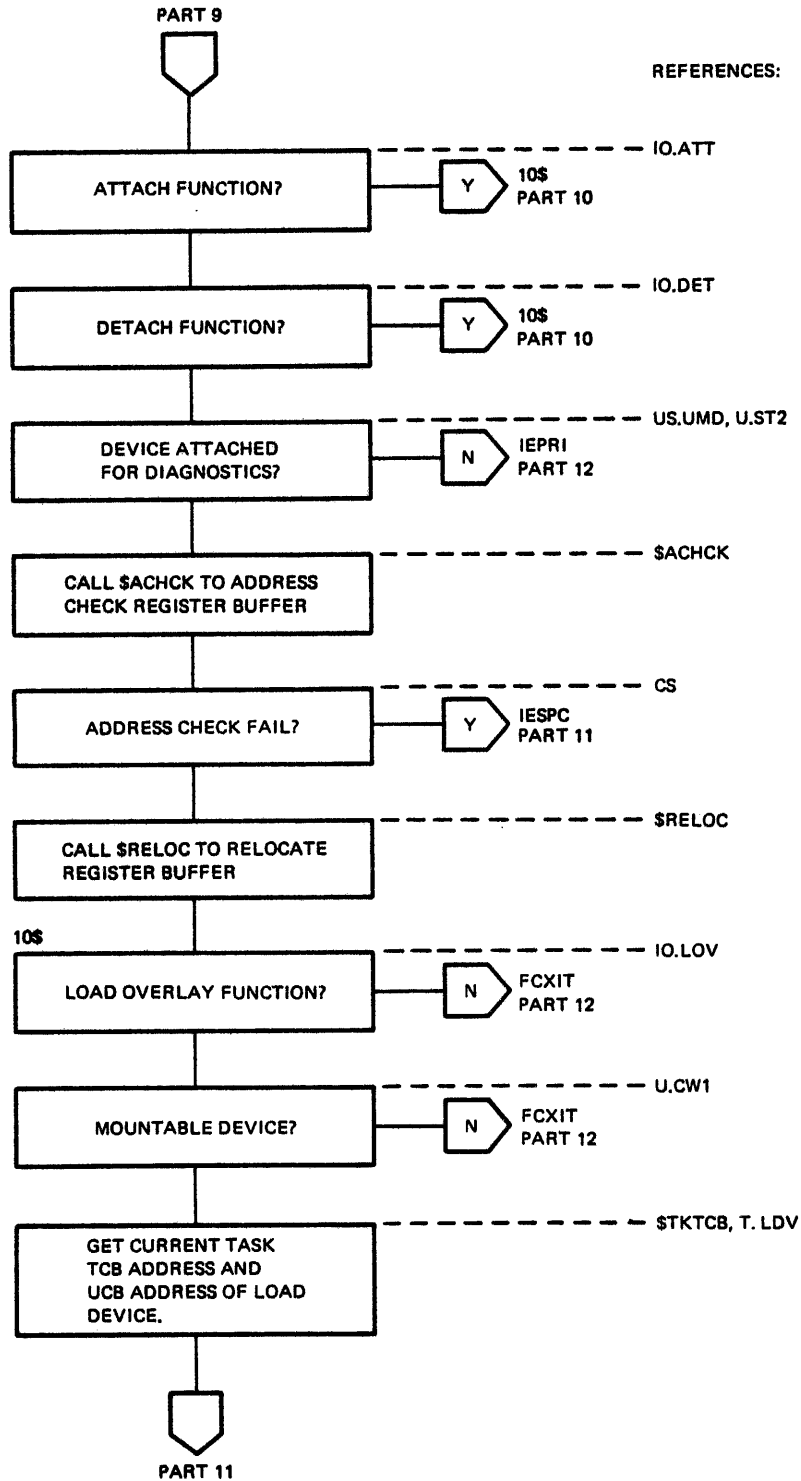 PART 9
REFERENCES:
IO.ATT
ATTACH FUNCTION?
Y
10$
PART 10
IO.DET
DETACH FUNCTION?
Y
10$
PART 10
US.UMD, U.ST2
DEVICE ATTACHED
FOR DIAGNOSTICS?
N
IEPRI
PART 12
$ACHCK
CALL $ACHCK TO ADDRESS
CHECK REGISTER BUFFER
CS
ADDRESS CHECK FAIL?
Y
IESPC
PART 11
$RELOC
CALL $RELOC TO RELOCATE
REGISTER BUFFER
10$
IO.LOV
LOAD OVERLAY FUNCTION?
N
FCXIT
PART 12
U.CW1
MOUNTABLE DEVICE?
N
FCXIT
PART 12
$TKTCB, T. LDV
GET CURRENT TASK
TCB ADDRESS AND
UCB ADDRESS OF LOAD
DEVICE.
PART 11